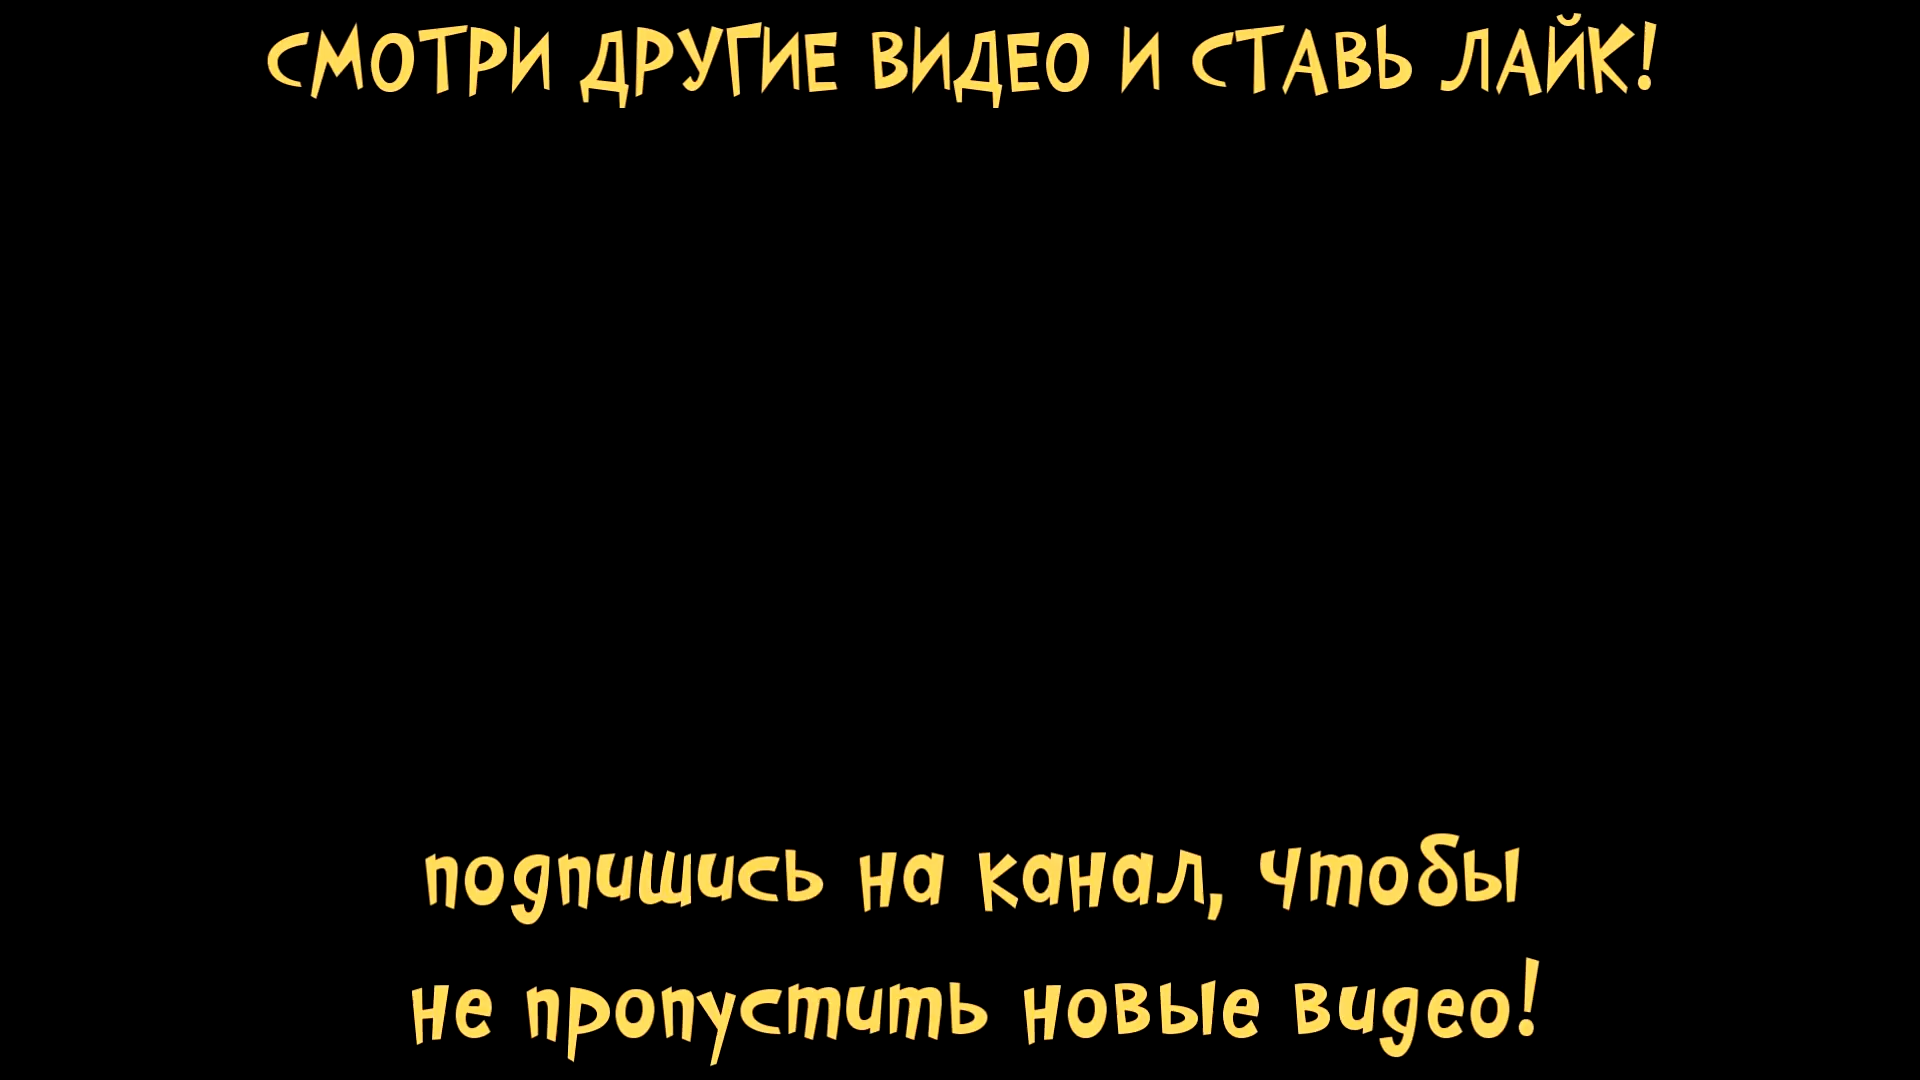 СМОТРИ ДРУГИЕ ВИДЕО И СТАВЬ ЛАЙК!
подпишись на канал, чтобы
не пропустить новые видео!